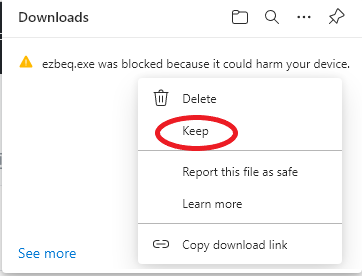 Downloads
ezbeq.exe was blocked because it could harm your device.
Delete
Keep
Report this file as safe
Learn more
See more
Copy download link